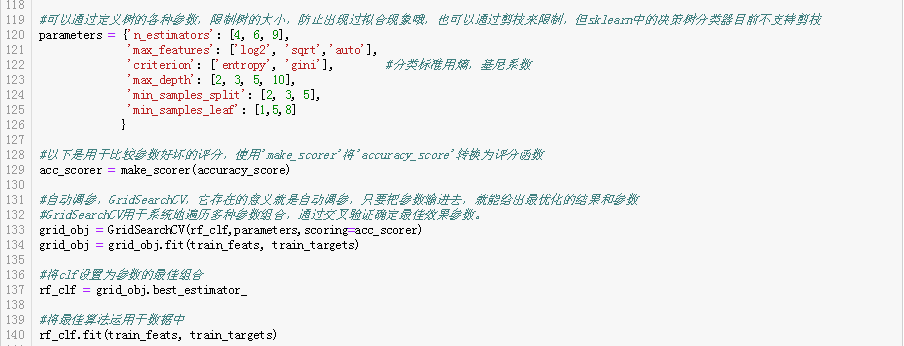 118
119 #可以通过定义树的各种参数，限制树的大小，防止出现过拟合现象哦，也可以通过剪枝来限制，但sklearn中的决策树分类器目前不支持剪枝
120 parameters = {'n_estimators': [4, 6, 9],
121 'max_features': ['log2', 'sqrt','auto'],
122 'criterion': ['entropy', 'gini'], #分类标准用熵，基尼系数
123 'max_depth': [2, 3, 5, 10],
124 'min_samples_split': [2, 3, 5],
125 'min_samples_leaf': [1,5,8]
126 }
127
128 #以下是用于比较参数好坏的评分，使用'make_scorer'将'accuracy_score'转换为评分函数
129 acc_scorer = make_scorer(accuracy_score)
130
131 #自动调参，GridSearchCV，它存在的意义就是自动调参，只要把参数输进去，就能给出最优化的结果和参数
132 #GridSearchCV用于系统地遍历多种参数组合，通过交叉验证确定最佳效果参数。
133 grid_obj = GridSearchCV(rf_clf,parameters,scoring=acc_scorer)
134 grid_obj = grid_obj.fit(train_feats, train_targets)
135
136 #将clf设置为参数的最佳组合
137 rf_clf = grid_obj.best_estimator_
138
139 #将最佳算法运用于数据中
140 rf_clf.fit(train_feats, train_targets)